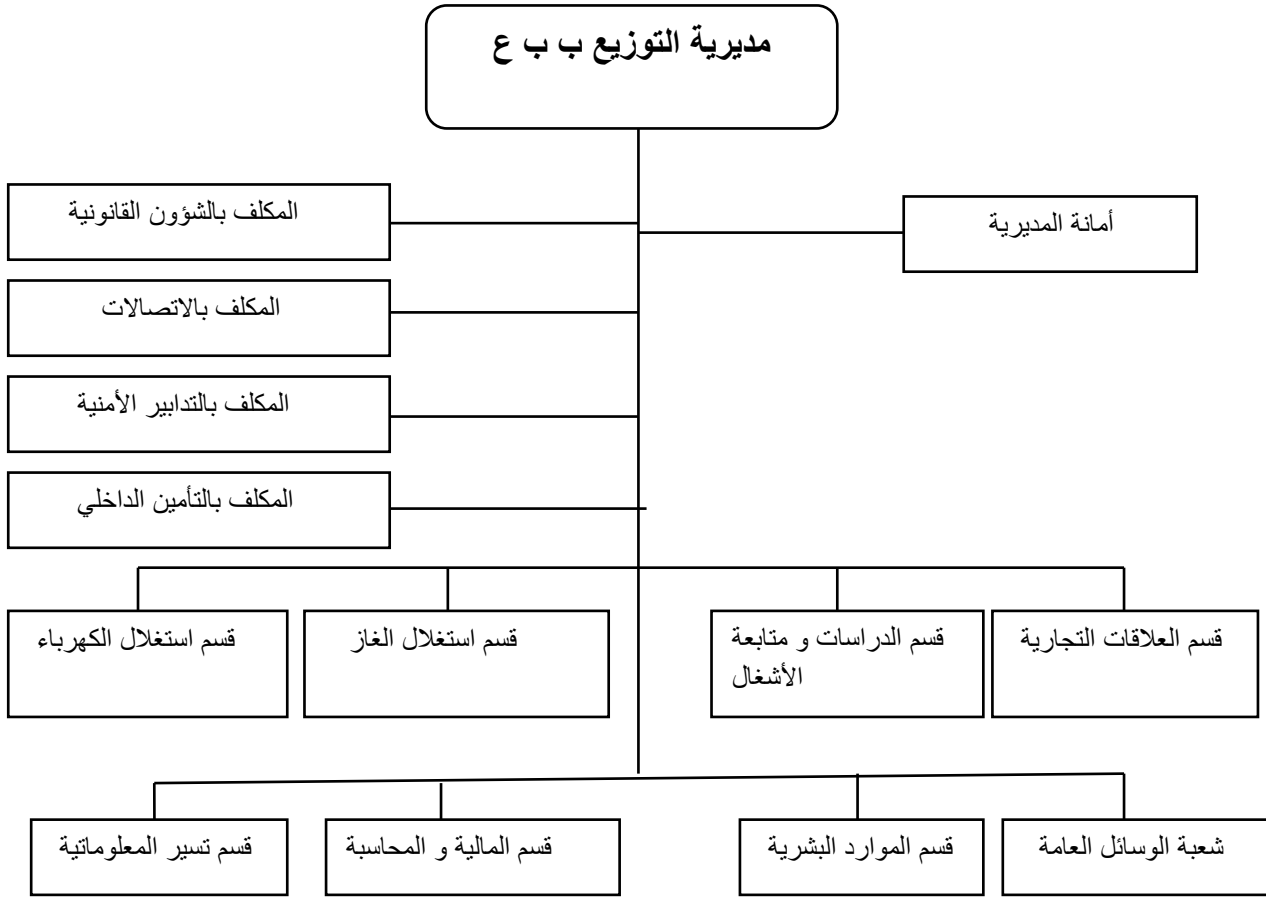 مديرية التوزيع ب ب ع
أمانة المديرية
المكلف بالشؤون القانونية
المكلف بالاتصالات
المكلف بالتدابير الأمنية
المكلف بالتأمين الداخلي
قسم العلاقات التجارية
قسم الدراسات و متابعة
الأشغال
قسم استغلال الغاز
قسم استغلال الكهرباء
شعبة الوسائل العامة
قسم الموارد البشرية
قسم المالية و المحاسبة
قسم تسير المعلوماتية